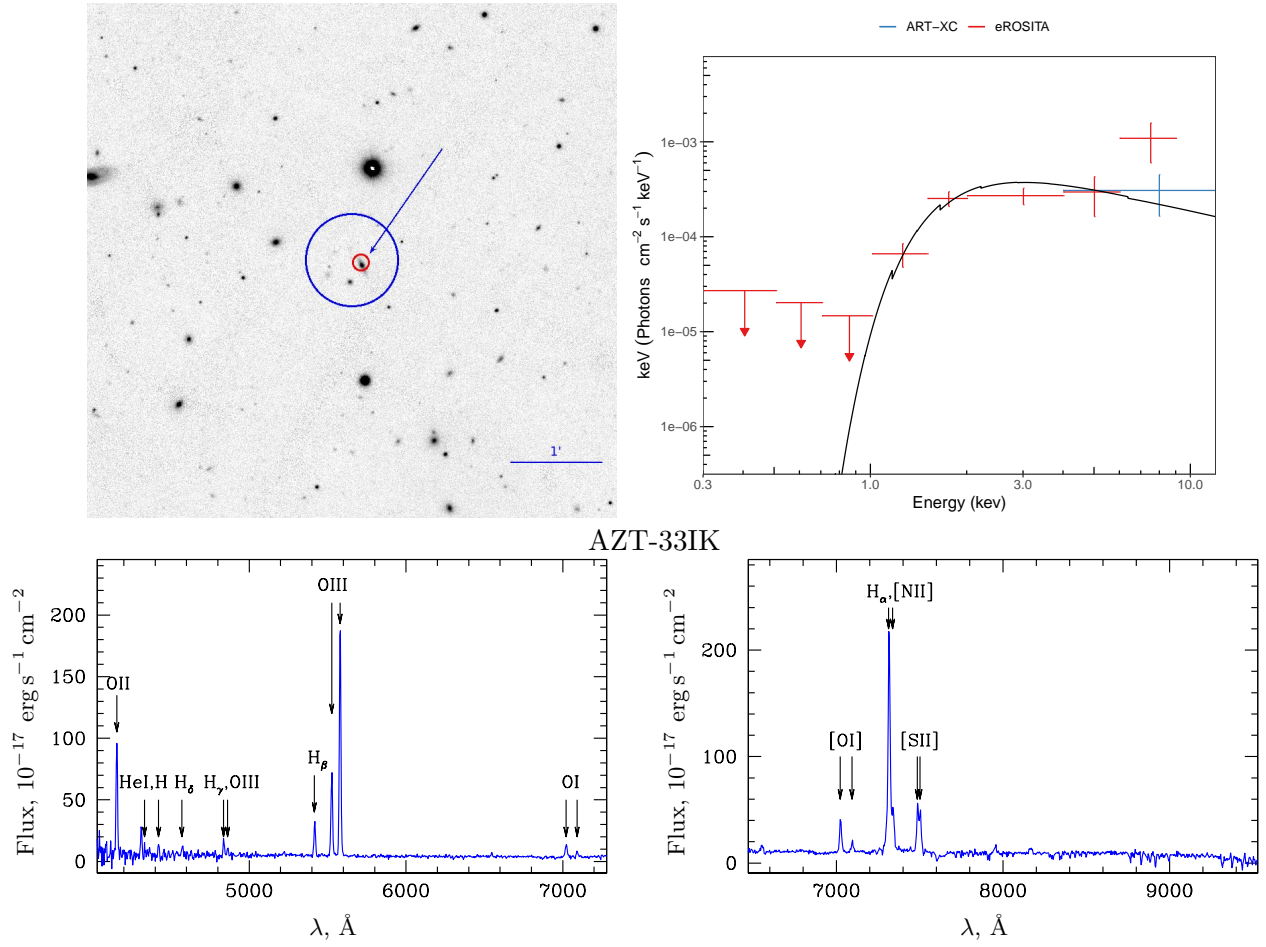 1'
ART−XC eROSITA
keV (Photons cm⁻² s⁻¹ keV⁻¹)
1e−03
1e−04
1e−05
1e−06
0.3 1.0 3.0 10.0
Energy (kev)
AZT-33IK
Flux, 10⁻¹⁷ erg s⁻¹ cm⁻²
200
150
100
50
0
OII
HeI,H
H_δ
H_γ,OIII
H_β
OIII
OI
5000 6000 7000
λ, Å
Flux, 10⁻¹⁷ erg s⁻¹ cm⁻²
200
100
0
[OI]
H_α,[NII]
[SII]
7000 8000 9000
λ, Å